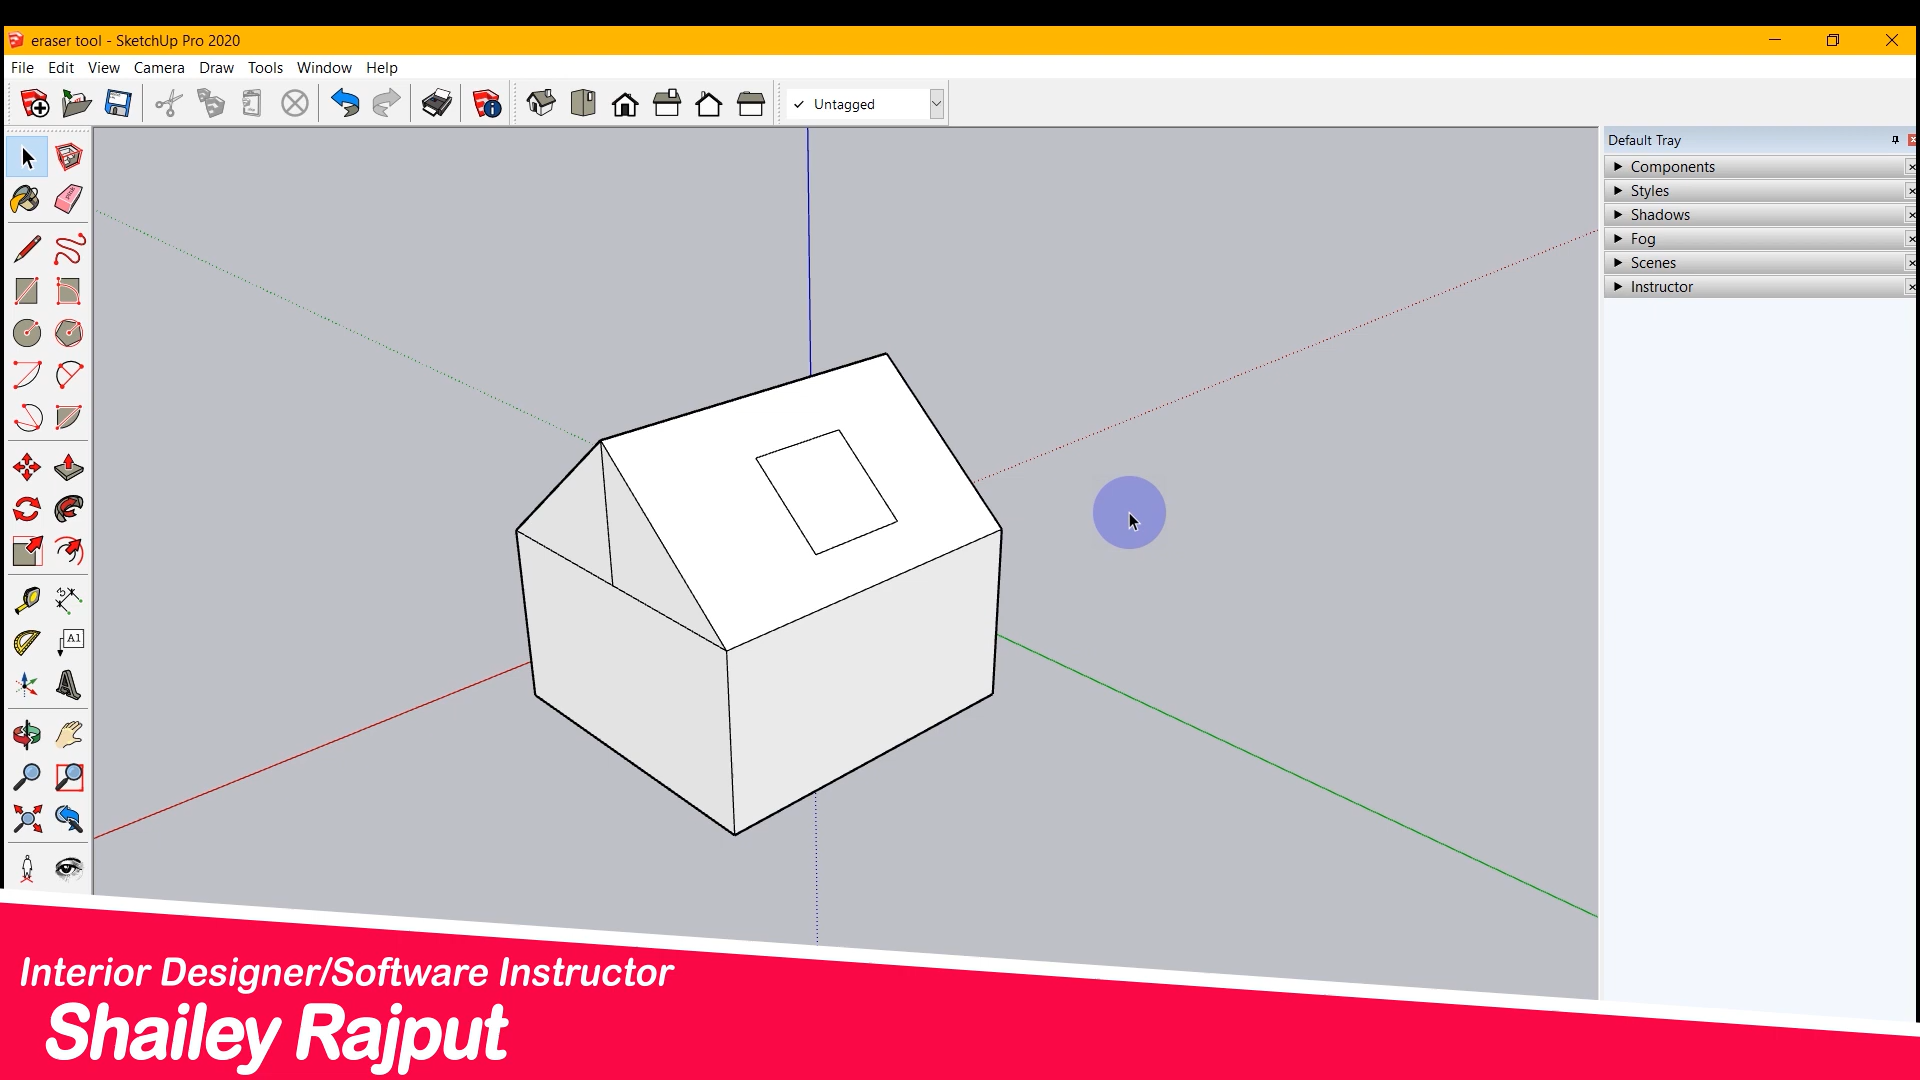 eraser tool - SketchUp Pro 2020
File Edit View Camera Draw Tools Window Help
Untagged
Default Tray
Components
Styles
Shadows
Fog
Scenes
Instructor
A1
Interior Designer/Software Instructor
Shailey Rajput